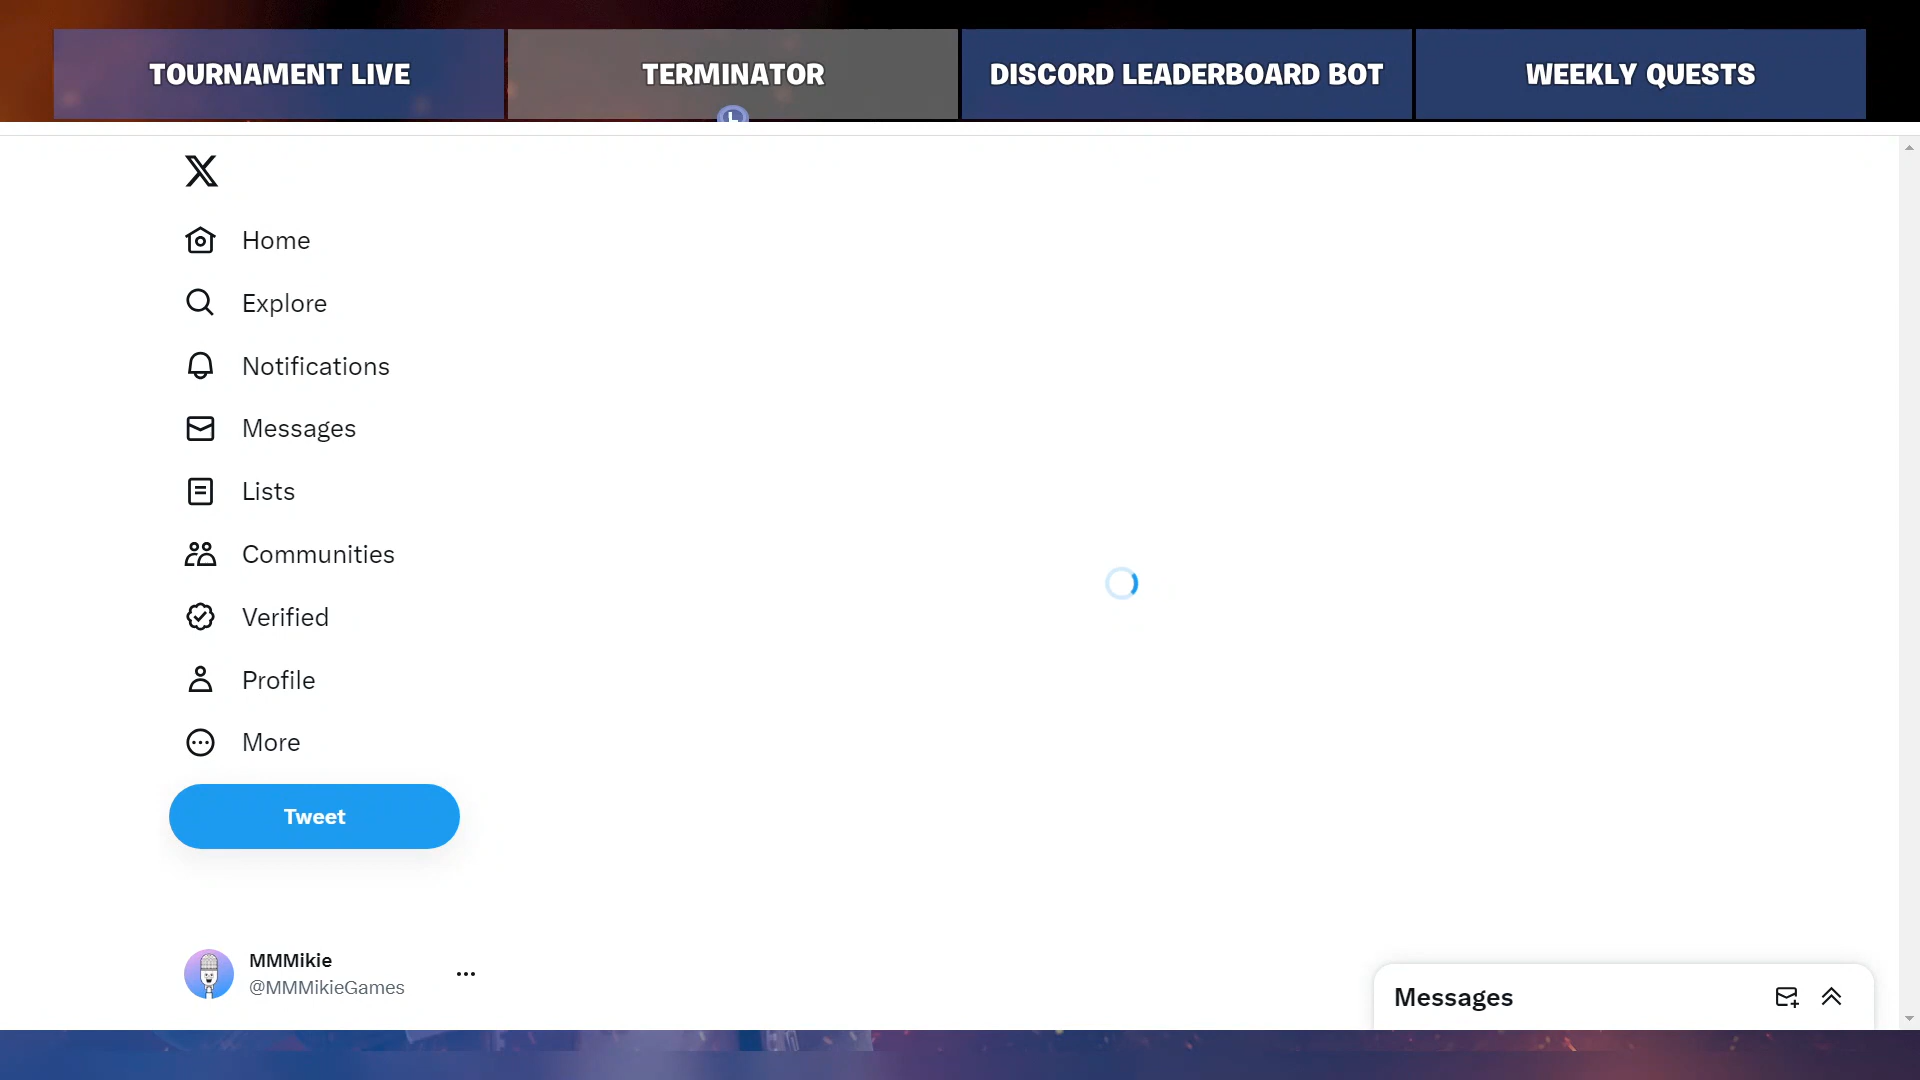 TOURNAMENT LIVE
TERMINATOR
DISCORD LEADERBOARD BOT
WEEKLY QUESTS
Home
Explore
Notifications
Messages
Lists
Communities
Verified
Profile
More
Tweet
MMMikie
@MMMikieGames
Messages